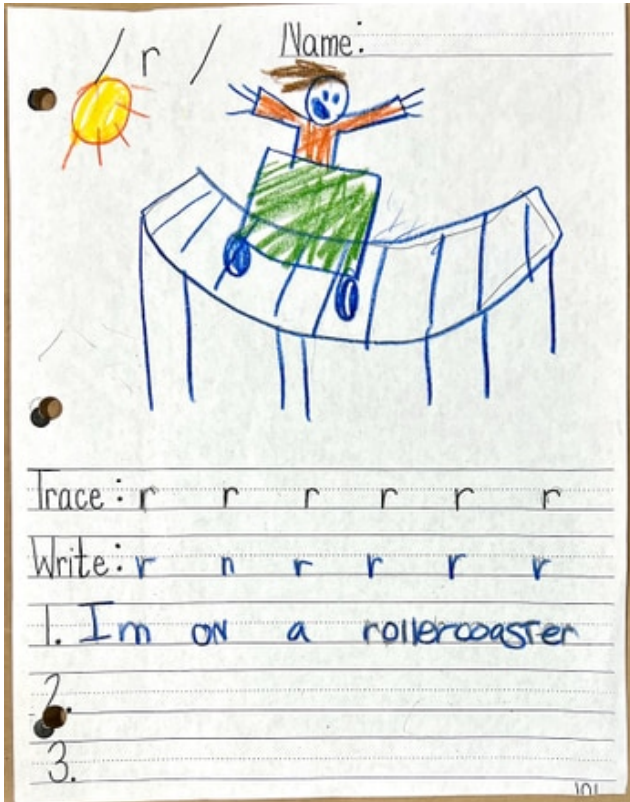 /r/ Name:
Trace: r r r r r r
Write: r n r r r r
1. Im on a rollercoaster
2.
3.
101